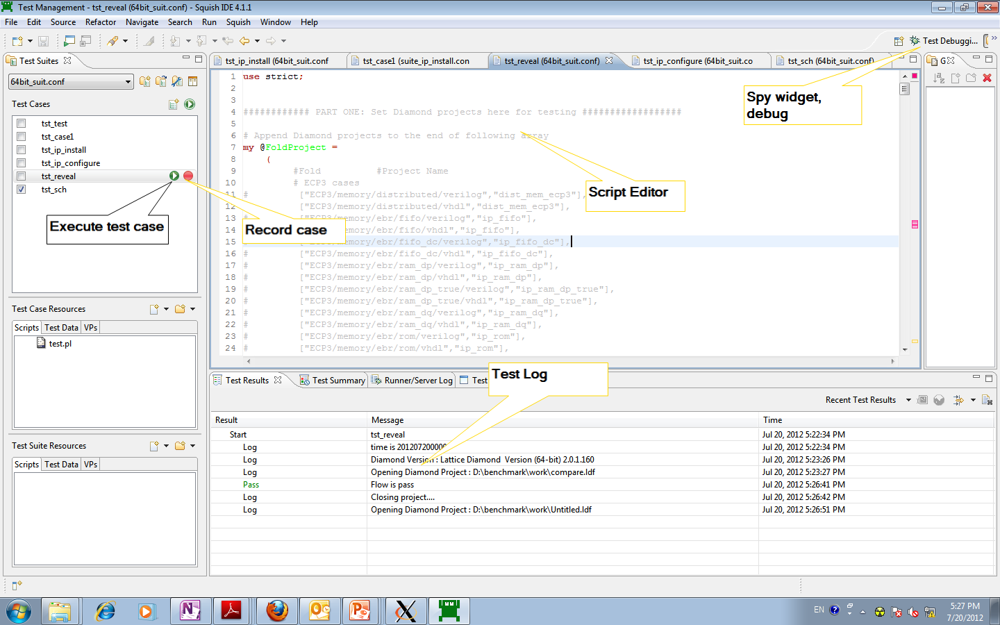 Test Management - tst_reveal (64bit_suit.conf) - Squish IDE 4.1.1
File Edit Source Refactor Navigate Search Run Squish Window Help
Test Debuggi...
Test Suites
tst_ip_install (64bit_suit.conf
tst_case1 (suite_ip_install.con
tst_reveal (64bit_suit.conf)
tst_ip_configure (64bit_suit.co
tst_sch (64bit_suit.conf)
G
64bit_suit.conf
Test Cases
tst_test
tst_case1
tst_ip_install
tst_ip_configure
tst_reveal
tst_sch
Execute test case
Record case
Script Editor
Spy widget,
debug
1 use strict;
2
3
4 ############ PART ONE: Set Diamond projects here for testing ##################
5
6 # Append Diamond projects to the end of following array
7 my @FoldProject =
8 (
9 #Fold #Project Name
10 # ECP3 cases
11 # ["ECP3/memory/distributed/verilog","dist_mem_ecp3"],
12 # ["ECP3/memory/distributed/vhdl","dist_mem_ecp3"],
13 # ["ECP3/memory/ebr/fifo/verilog","ip_fifo"],
14 # /memory/ebr/fifo/vhdl","ip_fifo"],
15 # ["ECP3/memory/ebr/fifo_dc/verilog","ip_fifo_dc"],
16 # ["ECP3/memory/ebr/fifo_dc/vhdl","ip_fifo_dc"],
17 # ["ECP3/memory/ebr/ram_dp/verilog","ip_ram_dp"],
18 # ["ECP3/memory/ebr/ram_dp/vhdl","ip_ram_dp"],
19 # ["ECP3/memory/ebr/ram_dp_true/verilog","ip_ram_dp_true"],
20 # ["ECP3/memory/ebr/ram_dp_true/vhdl","ip_ram_dp_true"],
21 # ["ECP3/memory/ebr/ram_dq/verilog","ip_ram_dq"],
22 # ["ECP3/memory/ebr/ram_dq/vhdl","ip_ram_dq"],
23 # ["ECP3/memory/ebr/rom/verilog","ip_rom"],
24 # ["ECP3/memory/ebr/rom/vhdl","ip_rom"],
Test Case Resources
Scripts Test Data VPs
test.pl
Test Suite Resources
Scripts Test Data VPs
Test Results
Test Summary
Runner/Server Log
Test
Test Log
Recent Test Results
Result Message Time
Start tst_reveal Jul 20, 2012 5:22:34 PM
Log time is 2012072000 Jul 20, 2012 5:22:34 PM
Log Diamond Version : Lattice Diamond Version (64-bit) 2.0.1.160 Jul 20, 2012 5:23:26 PM
Log Opening Diamond Project : D:\benchmark\work\compare.ldf Jul 20, 2012 5:23:27 PM
Pass Flow is pass Jul 20, 2012 5:26:41 PM
Log Closing project.... Jul 20, 2012 5:26:42 PM
Log Opening Diamond Project : D:\benchmark\work\Untitled.ldf Jul 20, 2012 5:26:51 PM
EN
5:27 PM
7/20/2012